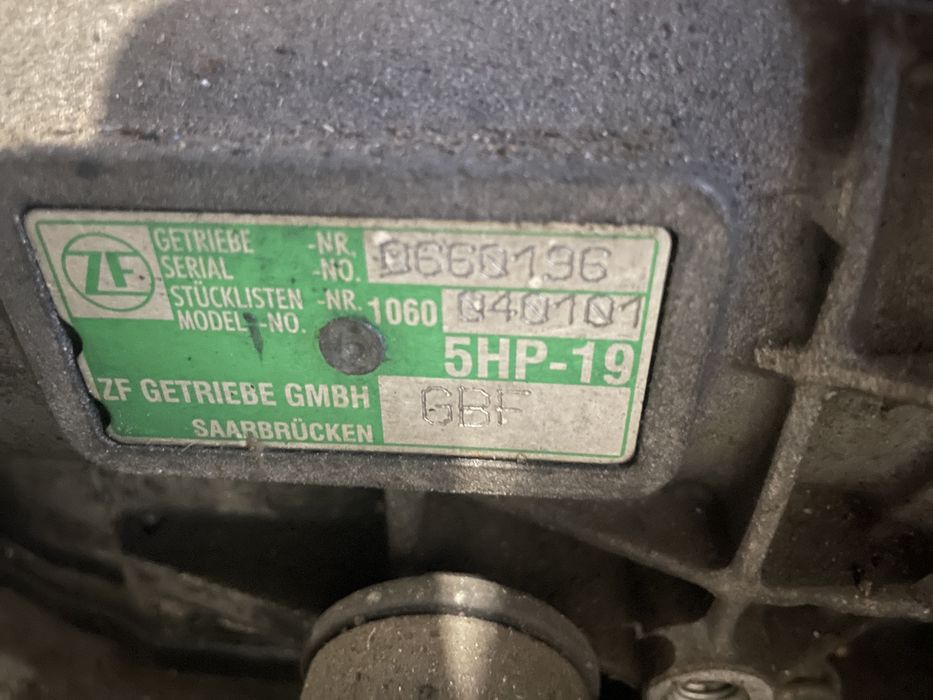 ZF
GETRIEBE -NR. 0660196
SERIAL -NO.
STÜCKLISTEN -NR. 1060 040101
MODEL -NO.
5HP-19
ZF GETRIEBE GMBH GBF
SAARBRÜCKEN